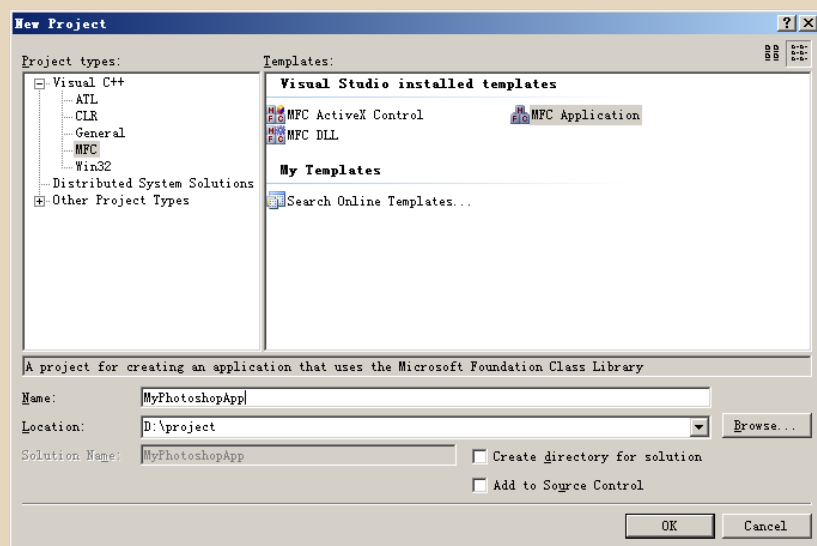 New Project
Project types:
Templates:
Visual C++
ATL
CLR
General
MFC
Win32
Distributed System Solutions
Other Project Types
Visual Studio installed templates
MFC ActiveX Control
MFC Application
MFC DLL
My Templates
Search Online Templates...
A project for creating an application that uses the Microsoft Foundation Class Library
Name:
MyPhotoshopApp
Location:
D:\project
Browse...
Solution Name:
MyPhotoshopApp
Create directory for solution
Add to Source Control
OK
Cancel